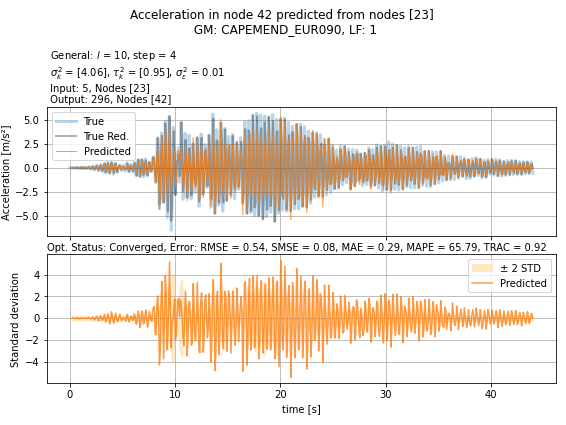 Acceleration in node 42 predicted from nodes [23]
GM: CAPEMEND_EUR090, LF: 1
General: l = 10, step = 4
σ²ₖ = [4.06], τ²ₖ = [0.95], σ²ᵣ = 0.01
Input: 5, Nodes [23]
Output: 296, Nodes [42]
Acceleration [m/s²]
5.0
2.5
0.0
−2.5
−5.0
True
True Red.
Predicted
Opt. Status: Converged, Error: RMSE = 0.54, SMSE = 0.08, MAE = 0.29, MAPE = 65.79, TRAC = 0.92
Standard deviation
4
2
0
−2
−4
± 2 STD
Predicted
0
10
20
30
40
time [s]